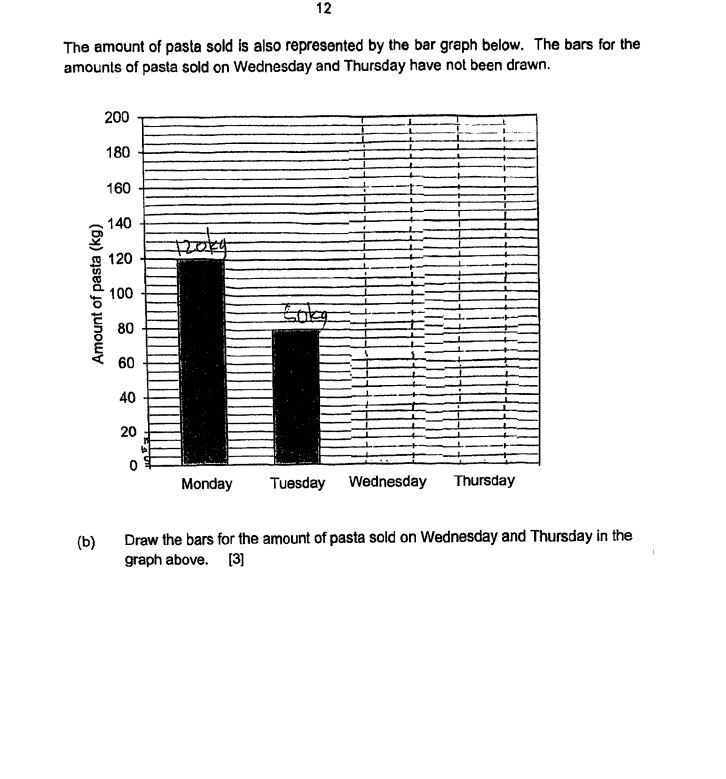 12
The amount of pasta sold is also represented by the bar graph below. The bars for the
amounts of pasta sold on Wednesday and Thursday have not been drawn.
200
180
160
140
120
100
80
60
40
20
0
Amount of pasta (kg)
120kg
Monday Tuesday Wednesday Thursday
(b) Draw the bars for the amount of pasta sold on Wednesday and Thursday in the
graph above. [3]